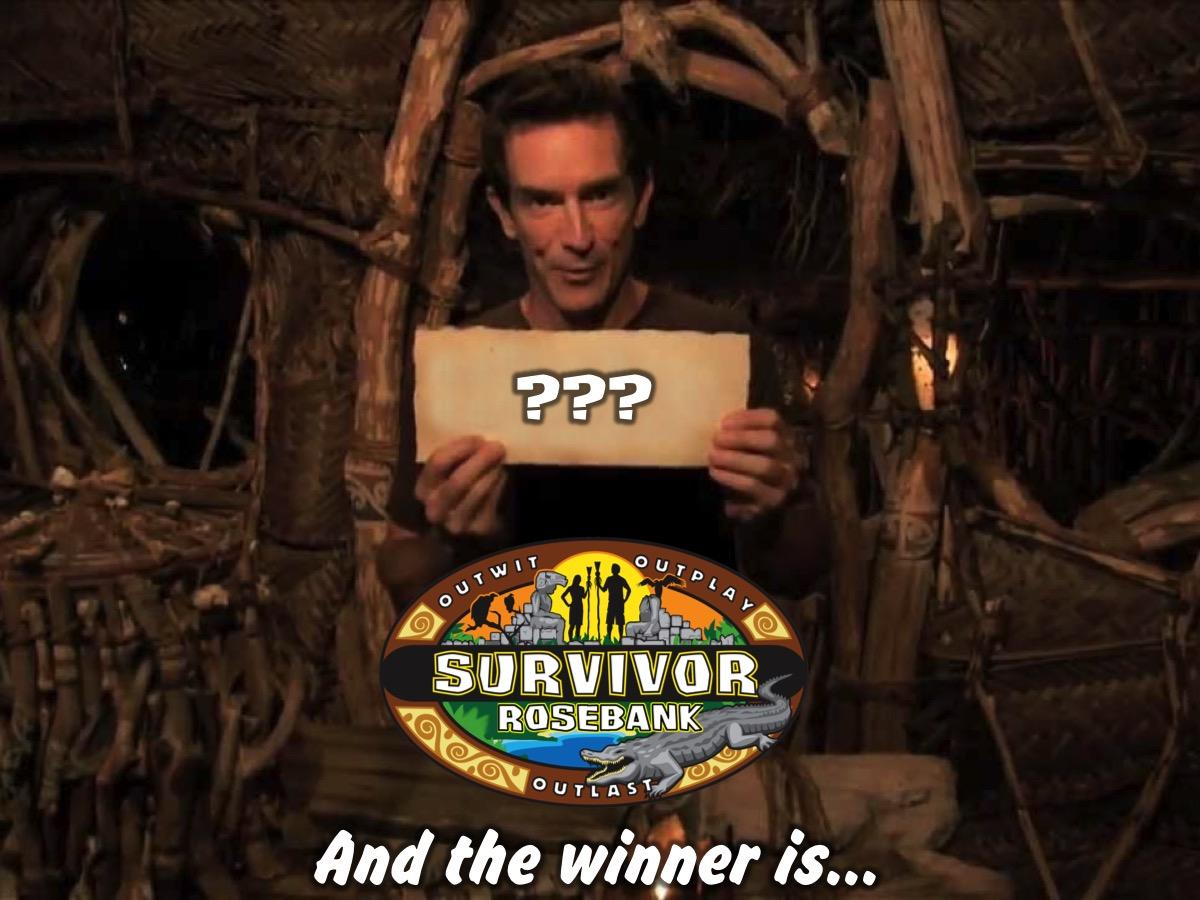 ???
OUTWIT OUTPLAY
SURVIVOR
ROSEBANK
OUTLAST
And the winner is...